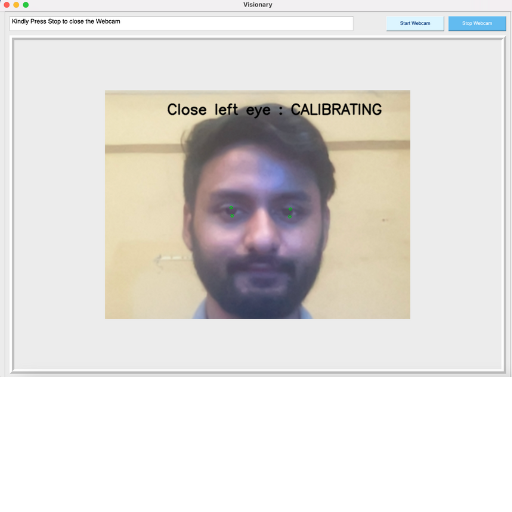 Visionary
Kindly Press Stop to close the Webcam
Start Webcam
Stop Webcam
Close left eye : CALIBRATING